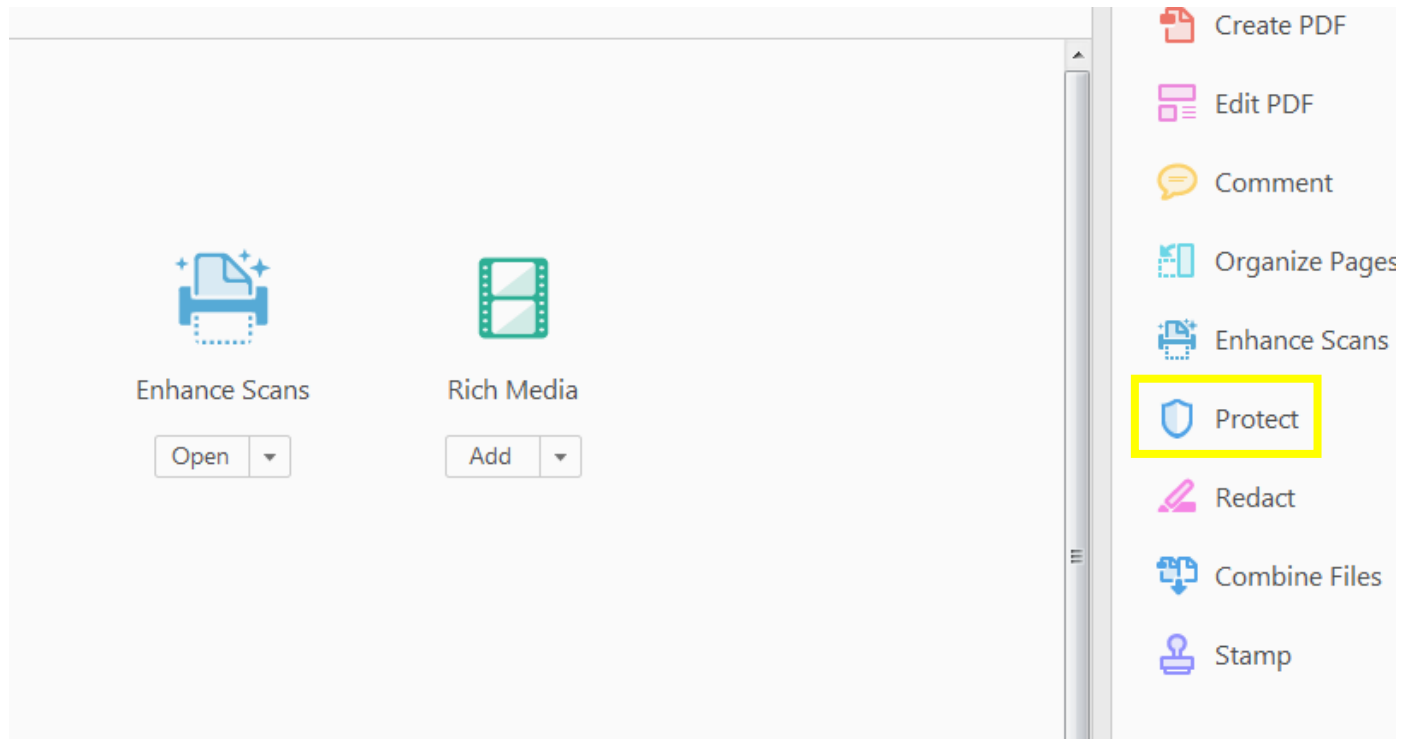 Enhance Scans
Open
Rich Media
Add
Create PDF
Edit PDF
Comment
Organize Pages
Enhance Scans
Protect
Redact
Combine Files
Stamp